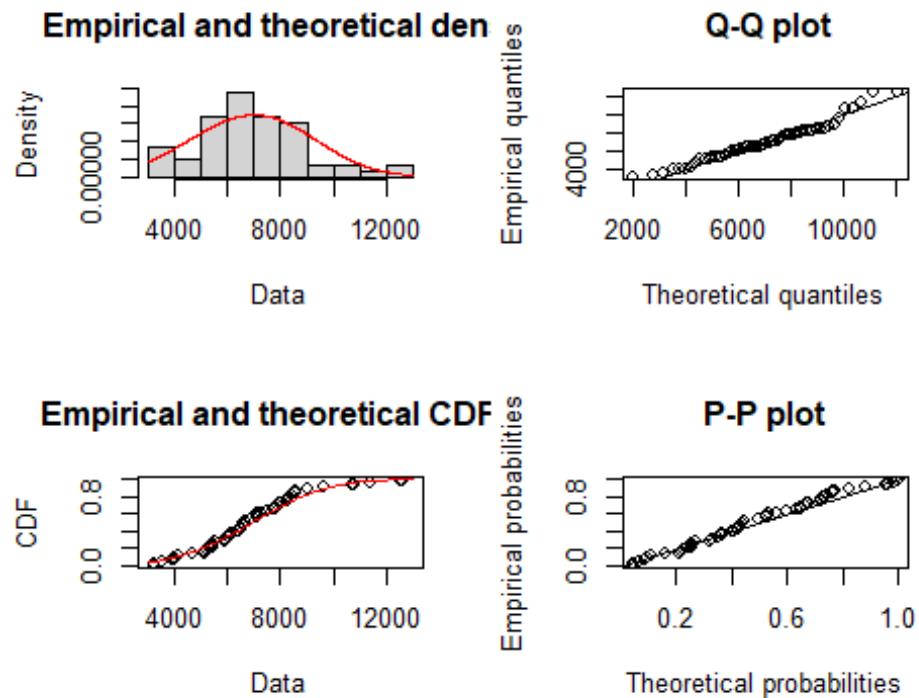 Empirical and theoretical den
Density
0.000000
4000 8000 12000
Data
Q-Q plot
Empirical quantiles
4000
2000 6000 10000
Theoretical quantiles
Empirical and theoretical CDF
CDF
0.0 0.8
4000 8000 12000
Data
P-P plot
Empirical probabilities
0.0 0.8
0.2 0.6 1.0
Theoretical probabilities